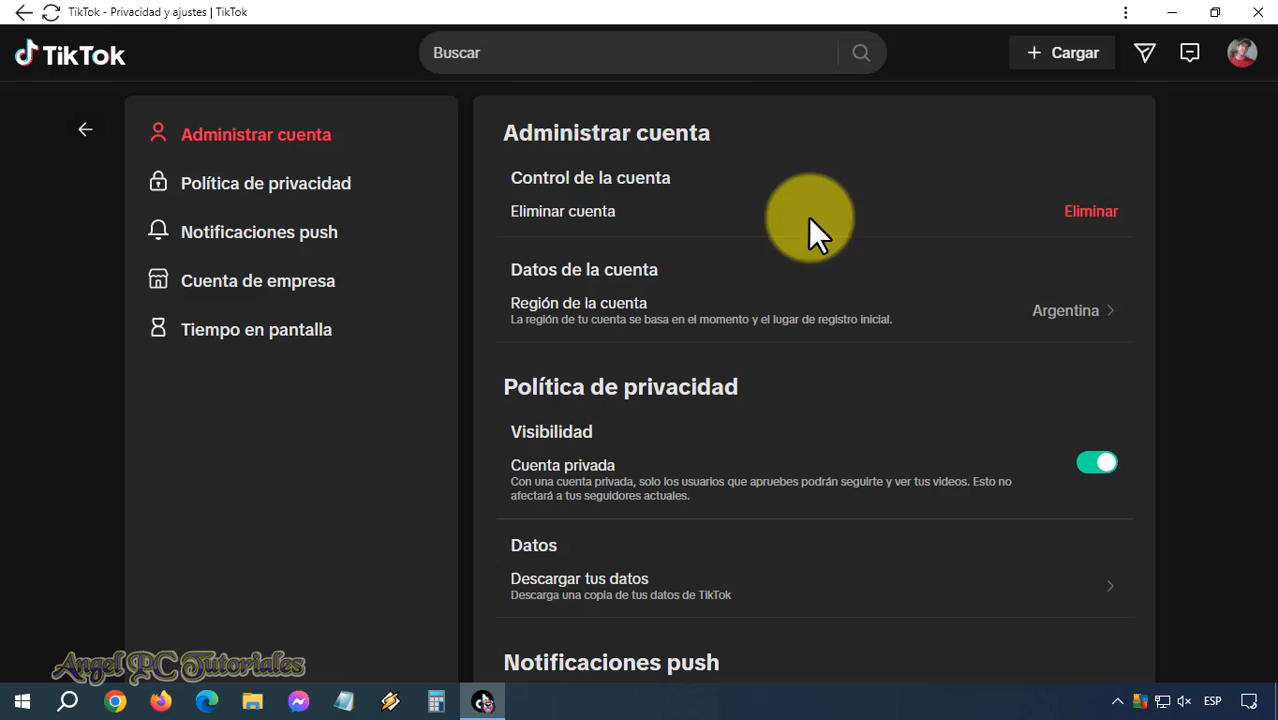 TikTok - Privacidad y ajustes | TikTok
TikTok
Buscar
Cargar
Administrar cuenta
Política de privacidad
Notificaciones push
Cuenta de empresa
Tiempo en pantalla
Administrar cuenta
Control de la cuenta
Eliminar cuenta
Eliminar
Datos de la cuenta
Región de la cuenta
La región de tu cuenta se basa en el momento y el lugar de registro inicial.
Argentina
Política de privacidad
Visibilidad
Cuenta privada
Con una cuenta privada, solo los usuarios que apruebes podrán seguirte y ver tus videos. Esto no
afectará a tus seguidores actuales.
Datos
Descargar tus datos
Descarga una copia de tus datos de TikTok
Notificaciones push
Angel PC Tutoriales
ESP